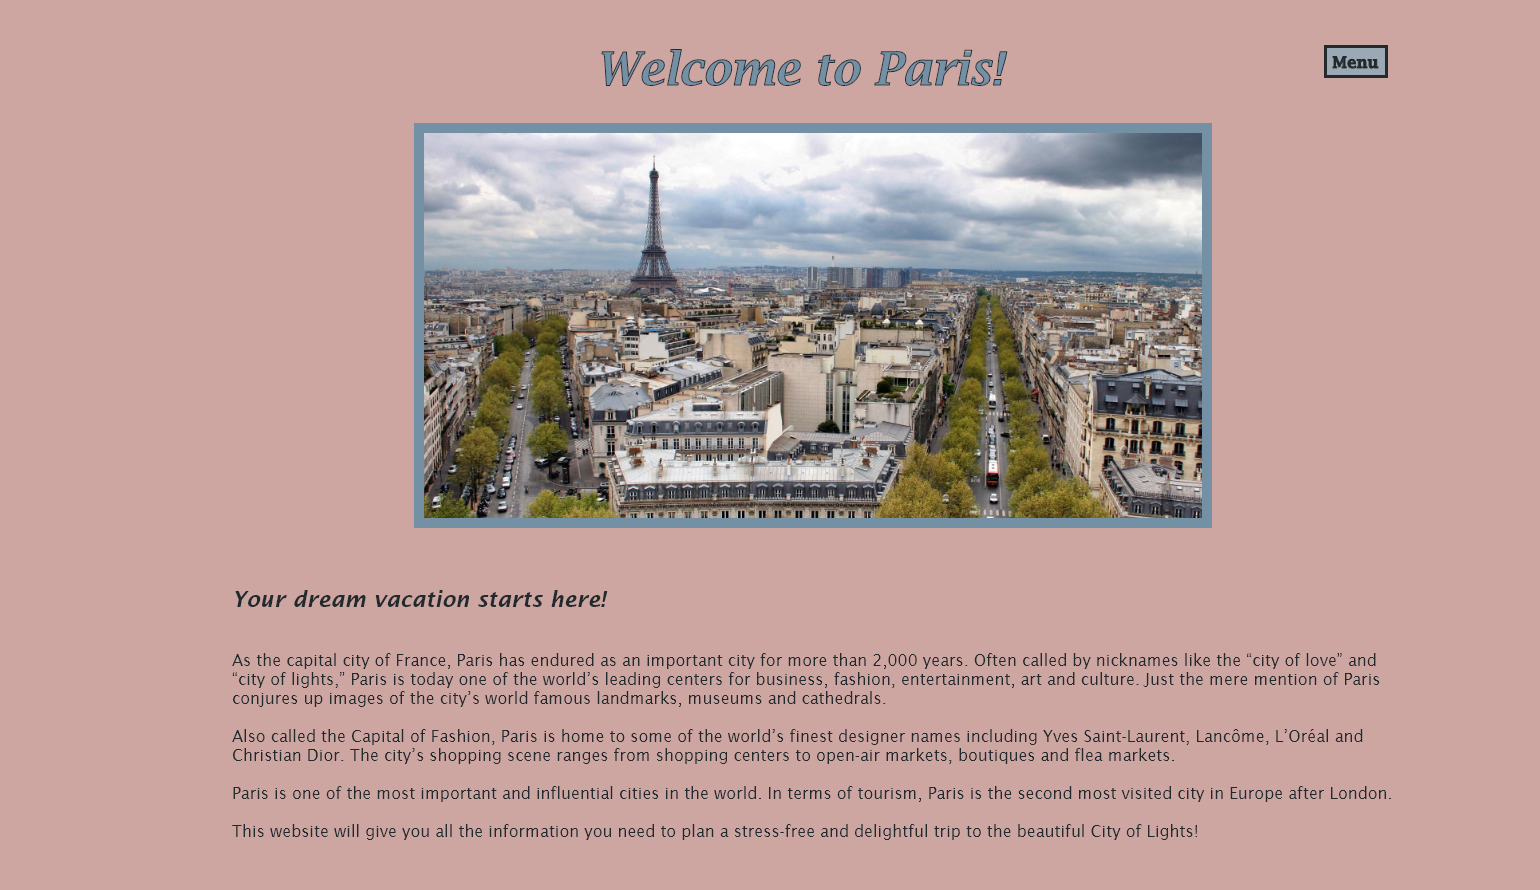 Welcome to Paris!
Menu
Your dream vacation starts here!
As the capital city of France, Paris has endured as an important city for more than 2,000 years. Often called by nicknames like the “city of love” and
“city of lights,” Paris is today one of the world’s leading centers for business, fashion, entertainment, art and culture. Just the mere mention of Paris
conjures up images of the city’s world famous landmarks, museums and cathedrals.
Also called the Capital of Fashion, Paris is home to some of the world’s finest designer names including Yves Saint-Laurent, Lancôme, L’Oréal and
Christian Dior. The city’s shopping scene ranges from shopping centers to open-air markets, boutiques and flea markets.
Paris is one of the most important and influential cities in the world. In terms of tourism, Paris is the second most visited city in Europe after London.
This website will give you all the information you need to plan a stress-free and delightful trip to the beautiful City of Lights!